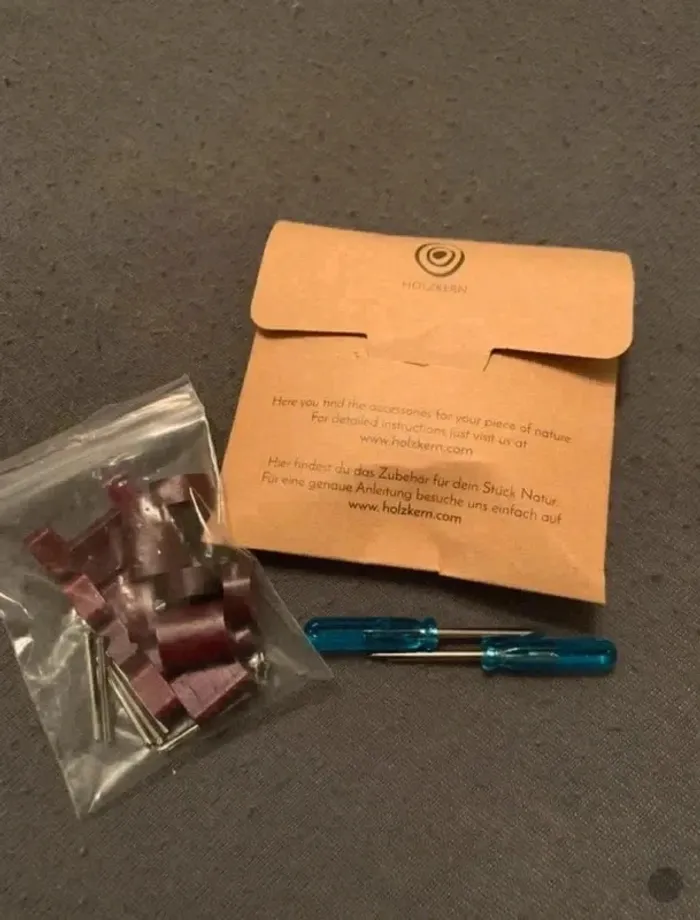 HOLZKERN
Here you find the accessories for your piece of nature
For detailed instructions just visit us at
www.holzkern.com
Hier findest du das Zubehör für dein Stück Natur.
Für eine genaue Anleitung besuche uns einfach auf
www.holzkern.com